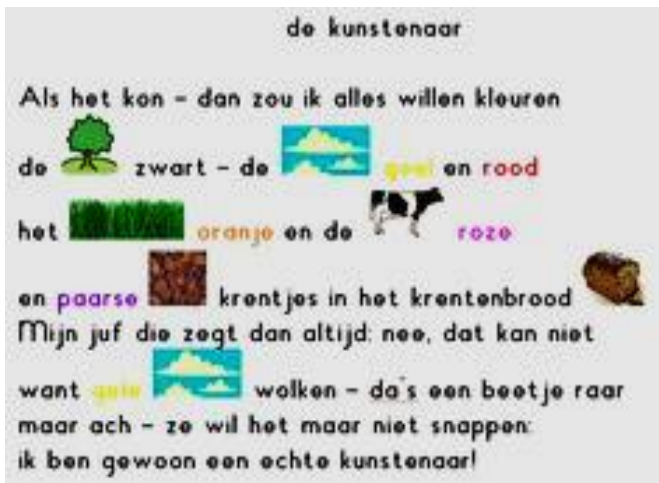 de kunstenaar
Als het kon - dan zou ik alles willen kleuren
de zwart - de geel en rood
het oranje en de roze
en paarse krentjes in het krentenbrood
Mijn juf die zegt dan altijd: nee, dat kan niet
want gele wolken - da's een beetje raar
maar ach - ze wil het maar niet snappen:
ik ben gewoon een echte kunstenaar!